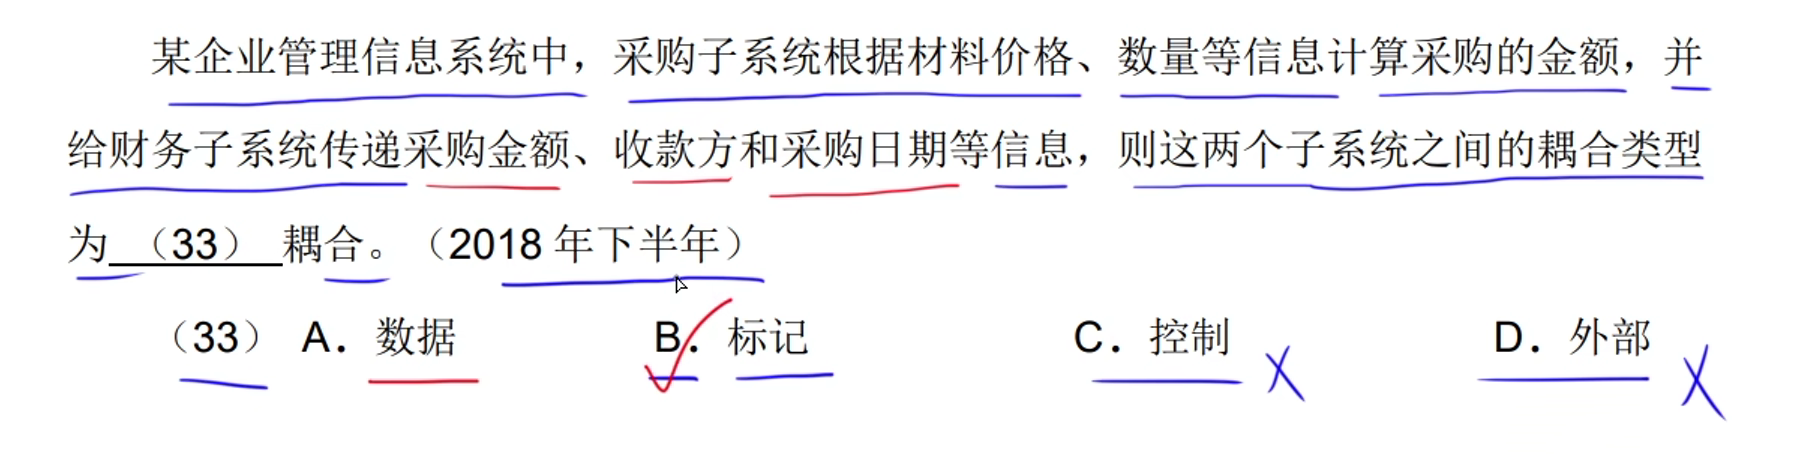 某企业管理信息系统中，采购子系统根据材料价格、数量等信息计算采购的金额，并
给财务子系统传递采购金额、收款方和采购日期等信息，则这两个子系统之间的耦合类型
为（33）耦合。（2018 年下半年）
（33） A．数据 B．标记 C．控制 D．外部